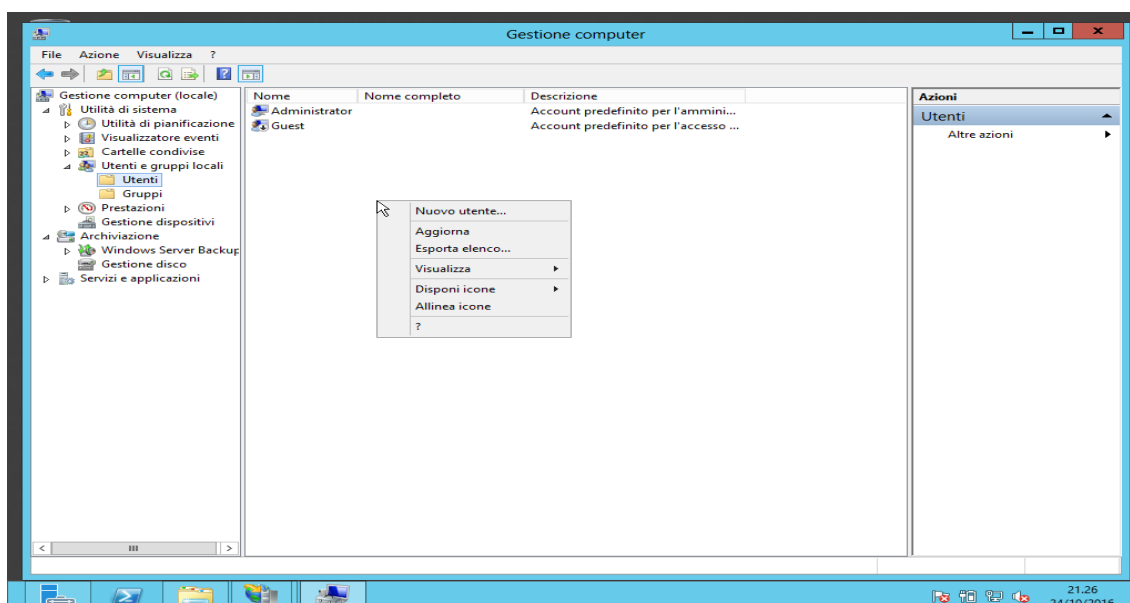 Gestione computer
File Azione Visualizza ?
Gestione computer (locale)
Utilità di sistema
Utilità di pianificazione
Visualizzatore eventi
Cartelle condivise
Utenti e gruppi locali
Utenti
Gruppi
Prestazioni
Gestione dispositivi
Archiviazione
Windows Server Backup
Gestione disco
Servizi e applicazioni
Nome Nome completo Descrizione
Administrator Account predefinito per l'ammini...
Guest Account predefinito per l'accesso ...
Nuovo utente...
Aggiorna
Esporta elenco...
Visualizza
Disponi icone
Allinea icone
?
Azioni
Utenti
Altre azioni
21.26
24/10/2016